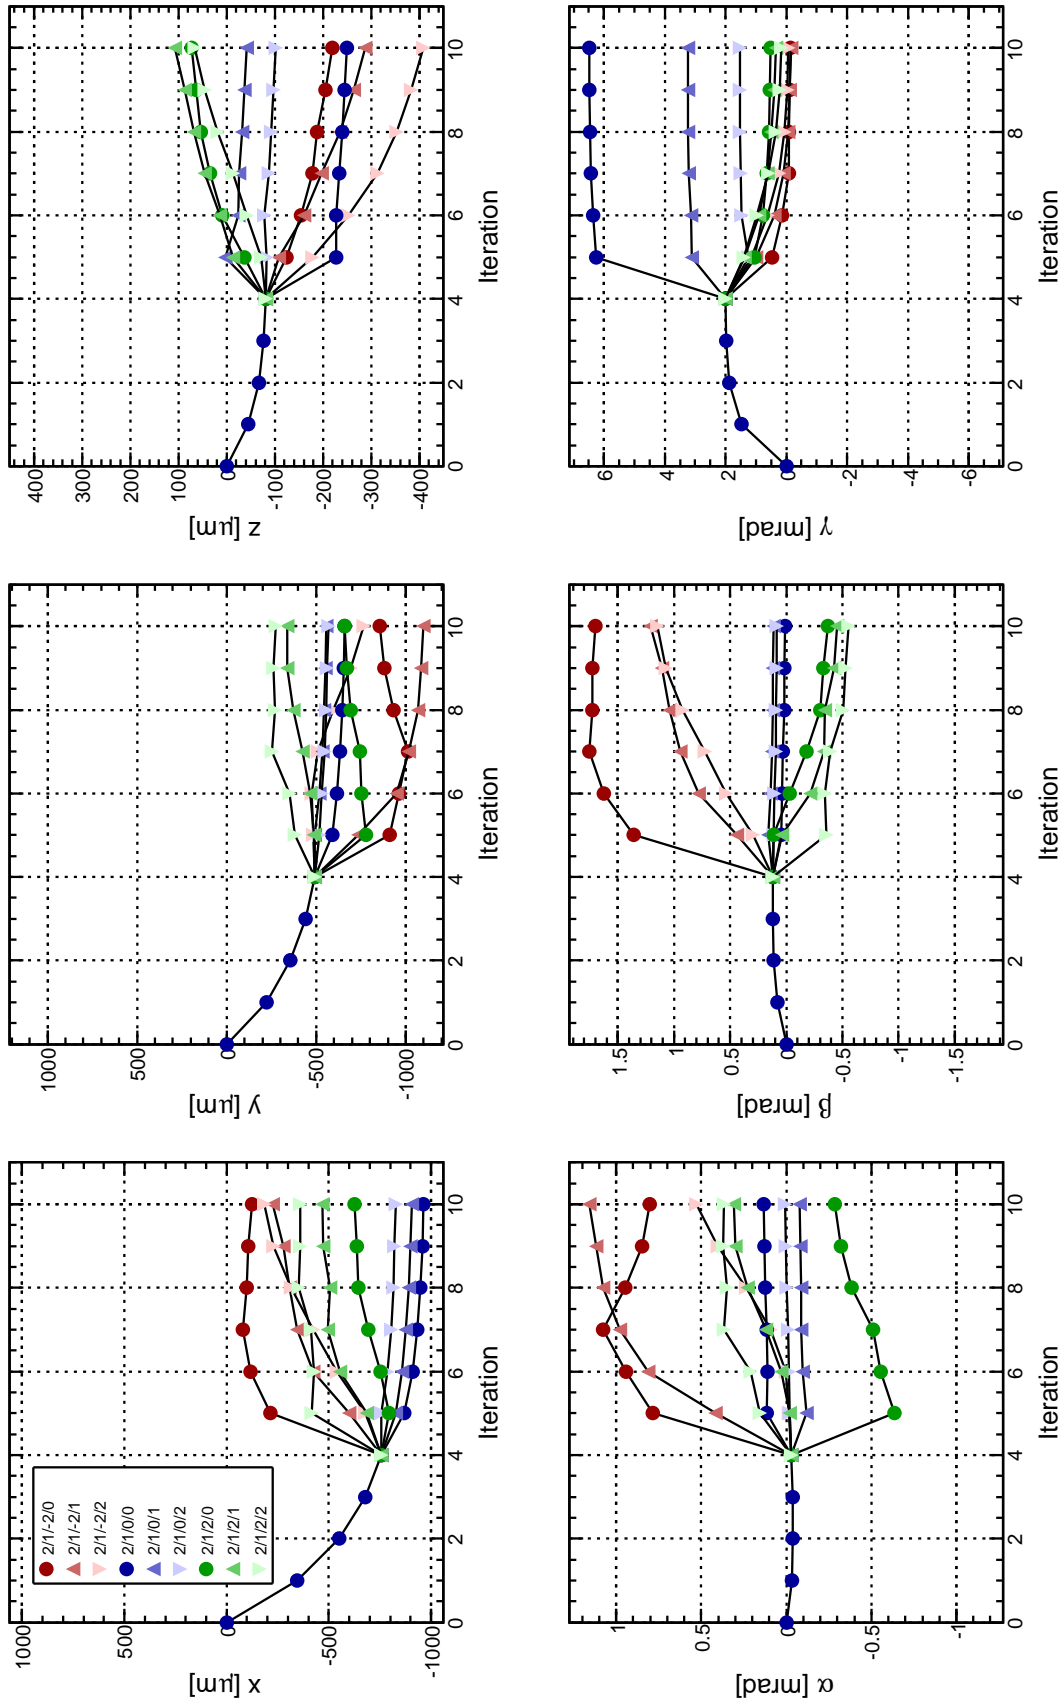 x [μm]
1000
500
0
-500
-1000
2/1/-2/0
2/1/-2/1
2/1/-2/2
2/1/0/0
2/1/0/1
2/1/0/2
2/1/2/0
2/1/2/1
2/1/2/2
0 2 4 6 8 10
Iteration
y [μm]
1000
500
0
-500
-1000
0 2 4 6 8 10
Iteration
z [μm]
400
300
200
100
0
-100
-200
-300
-400
0 2 4 6 8 10
Iteration
α [mrad]
1
0.5
0
-0.5
-1
0 2 4 6 8 10
Iteration
β [mrad]
1.5
1
0.5
0
-0.5
-1
-1.5
0 2 4 6 8 10
Iteration
γ [mrad]
6
4
2
0
-2
-4
-6
0 2 4 6 8 10
Iteration